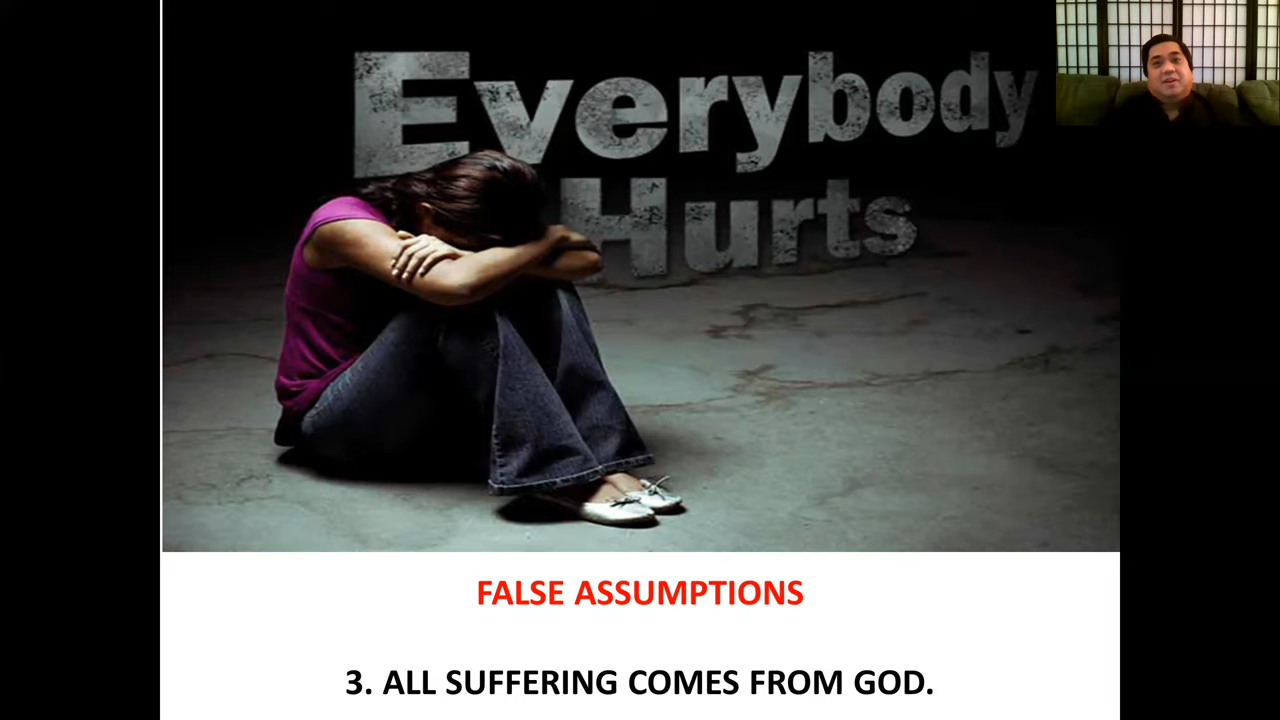 Everybody
Hurts
FALSE ASSUMPTIONS
3. ALL SUFFERING COMES FROM GOD.